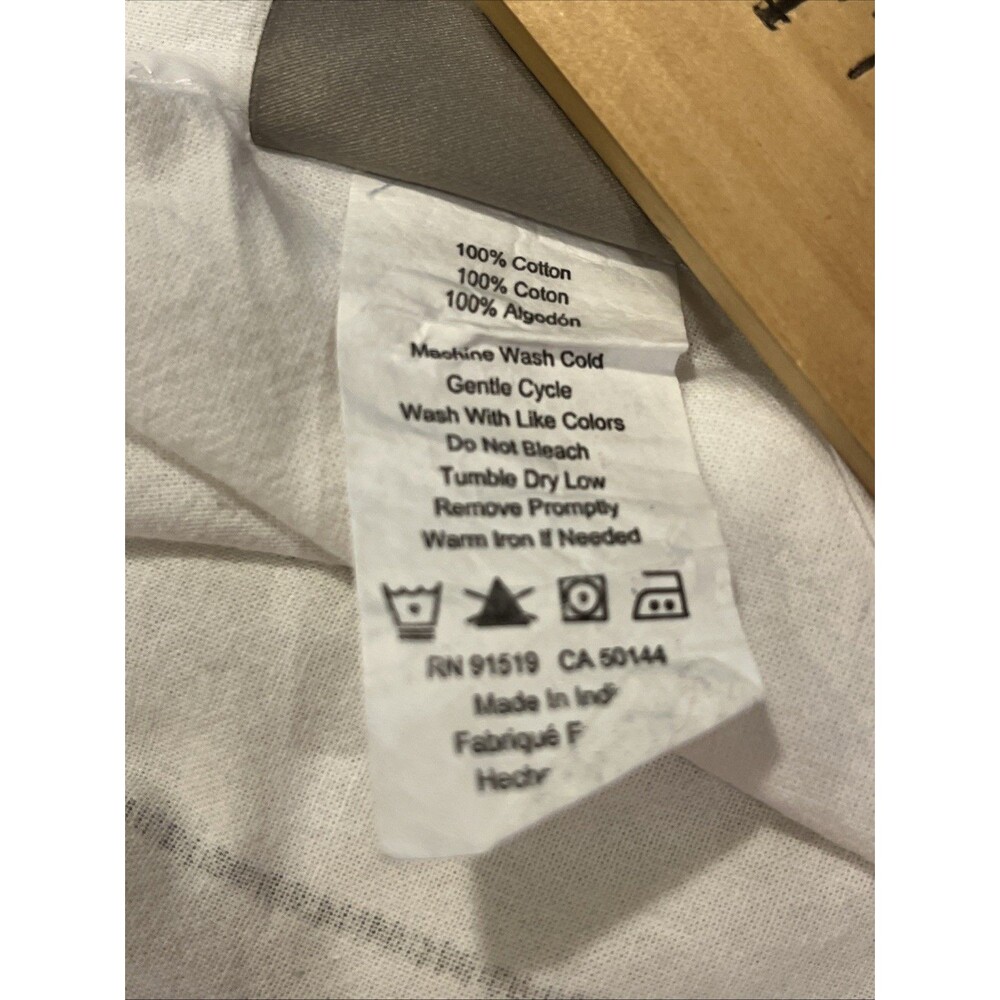 100% Cotton
100% Coton
100% Algodón
Machine Wash Cold
Gentle Cycle
Wash With Like Colors
Do Not Bleach
Tumble Dry Low
Remove Promptly
Warm Iron If Needed
RN 91519 CA 50144
Made In Indi
Fabriqué F
Hech